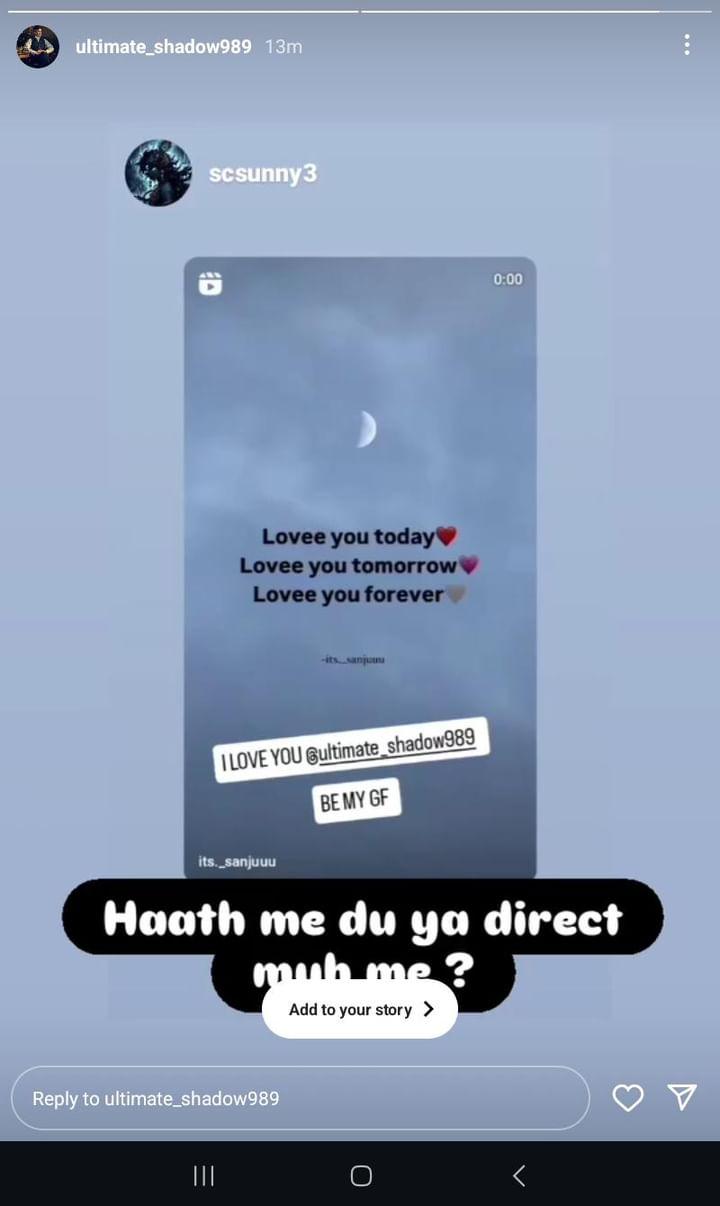 ultimate_shadow989 13m
scsunny3
0:00
Lovee you today❤️
Lovee you tomorrow💜
Lovee you forever🤎
-its._sanjuuu
I LOVE YOU @ultimate_shadow989
BE MY GF
its._sanjuuu
Haath me du ya direct
muh me ?
Add to your story
Reply to ultimate_shadow989